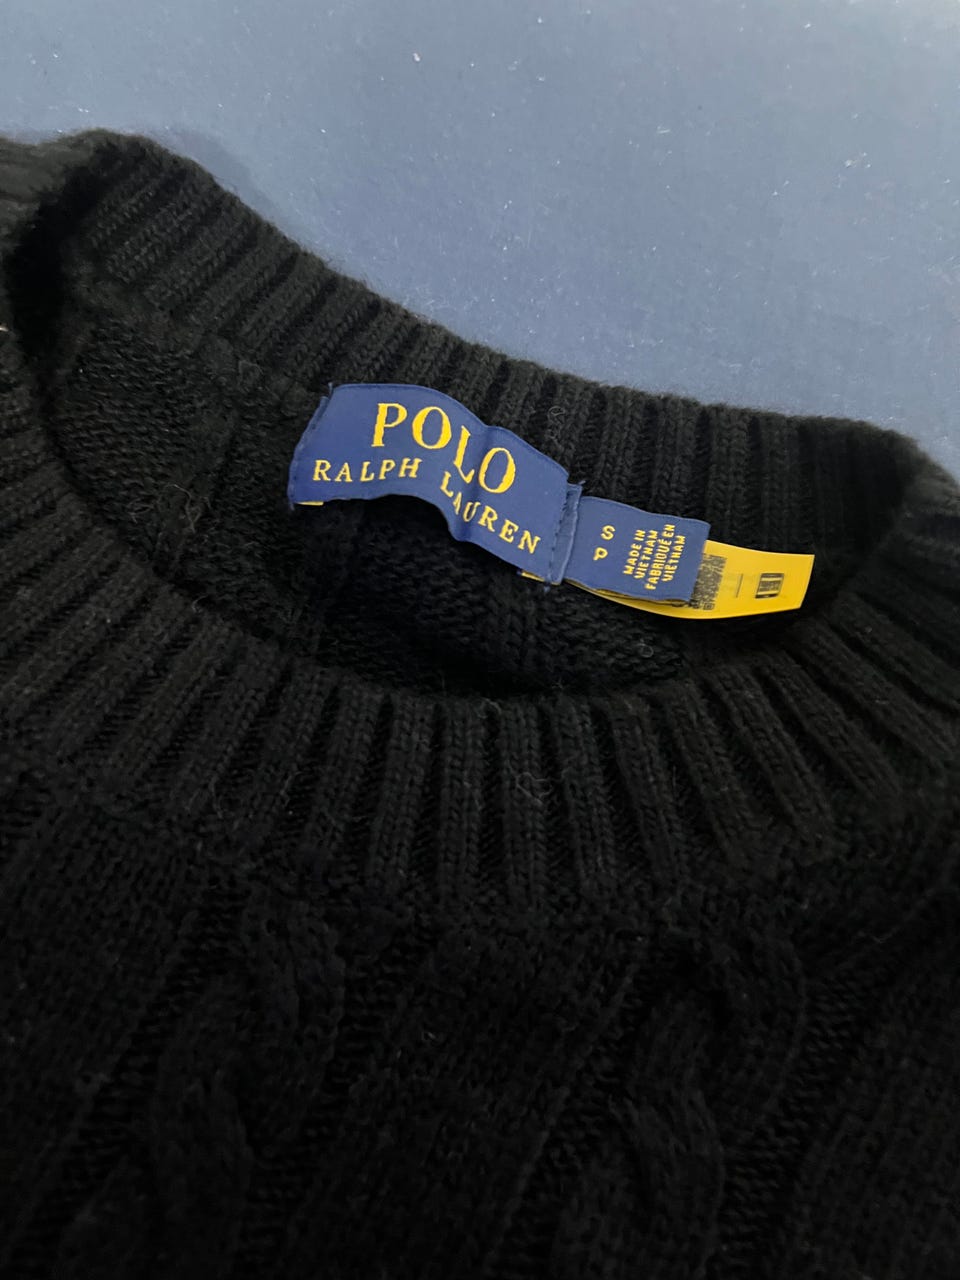 POLO
RALPH LAUREN
S
P
MADE IN
VIETNAM
FABRIQUÉ EN
VIETNAM